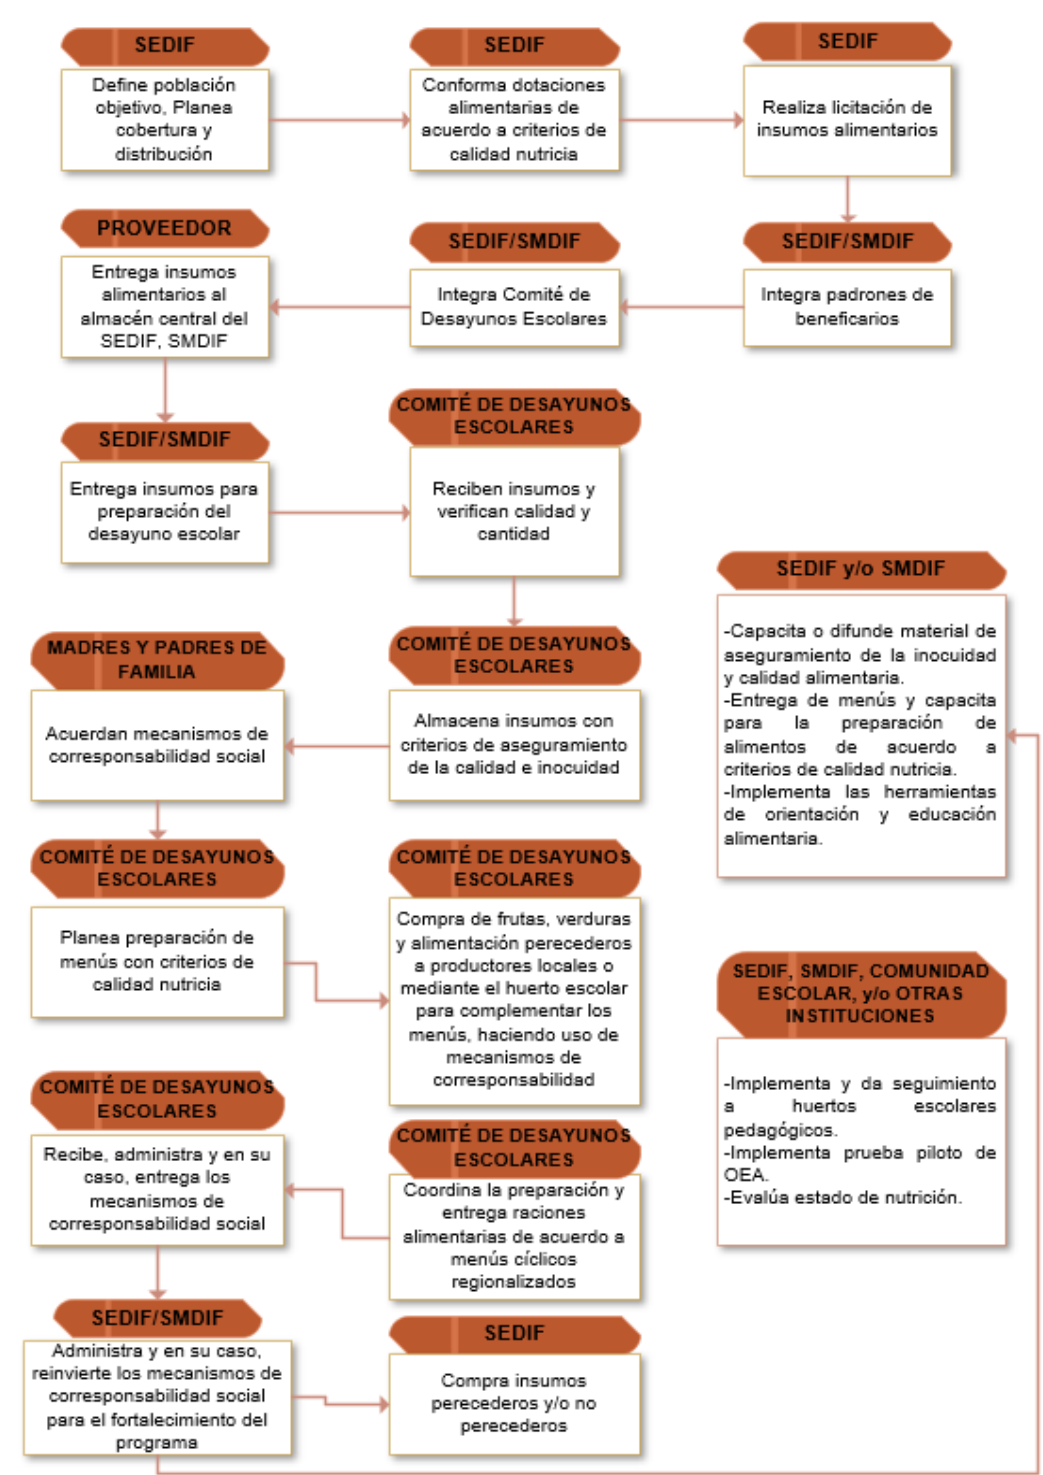 SEDIF
Define población
objetivo, Planea
cobertura y
distribución
SEDIF
Conforma dotaciones
alimentarias de
acuerdo a criterios de
calidad nutricia
SEDIF
Realiza licitación de
insumos alimentarios
SEDIF/SMDIF
Integra padrones de
beneficarios
SEDIF/SMDIF
Integra Comité de
Desayunos Escolares
PROVEEDOR
Entrega insumos
alimentarios al
almacén central del
SEDIF, SMDIF
SEDIF/SMDIF
Entrega insumos para
preparación del
desayuno escolar
COMITÉ DE DESAYUNOS
ESCOLARES
Reciben insumos y
verifican calidad y
cantidad
COMITÉ DE DESAYUNOS
ESCOLARES
Almacena insumos con
criterios de aseguramiento
de la calidad e inocuidad
MADRES Y PADRES DE
FAMILIA
Acuerdan mecanismos de
corresponsabilidad social
COMITÉ DE DESAYUNOS
ESCOLARES
Planea preparación de
menús con criterios de
calidad nutricia
COMITÉ DE DESAYUNOS
ESCOLARES
Compra de frutas, verduras
y alimentación perecederos
a productores locales o
mediante el huerto escolar
para complementar los
menús, haciendo uso de
mecanismos de
corresponsabilidad
COMITÉ DE DESAYUNOS
ESCOLARES
Coordina la preparación y
entrega raciones
alimentarias de acuerdo a
menús cíclicos
regionalizados
COMITÉ DE DESAYUNOS
ESCOLARES
Recibe, administra y en su
caso, entrega los
mecanismos de
corresponsabilidad social
SEDIF/SMDIF
Administra y en su caso,
reinvierte los mecanismos de
corresponsabilidad social
para el fortalecimiento del
programa
SEDIF
Compra insumos
perecederos y/o no
perecederos
SEDIF y/o SMDIF
-Capacita o difunde material de
aseguramiento de la inocuidad
y calidad alimentaria.
-Entrega de menús y capacita
para la preparación de
alimentos de acuerdo a
criterios de calidad nutricia.
-Implementa las herramientas
de orientación y educación
alimentaria.
SEDIF, SMDIF, COMUNIDAD
ESCOLAR, y/o OTRAS
INSTITUCIONES
-Implementa y da seguimiento
a huertos escolares
pedagógicos.
-Implementa prueba piloto de
OEA.
-Evalúa estado de nutrición.